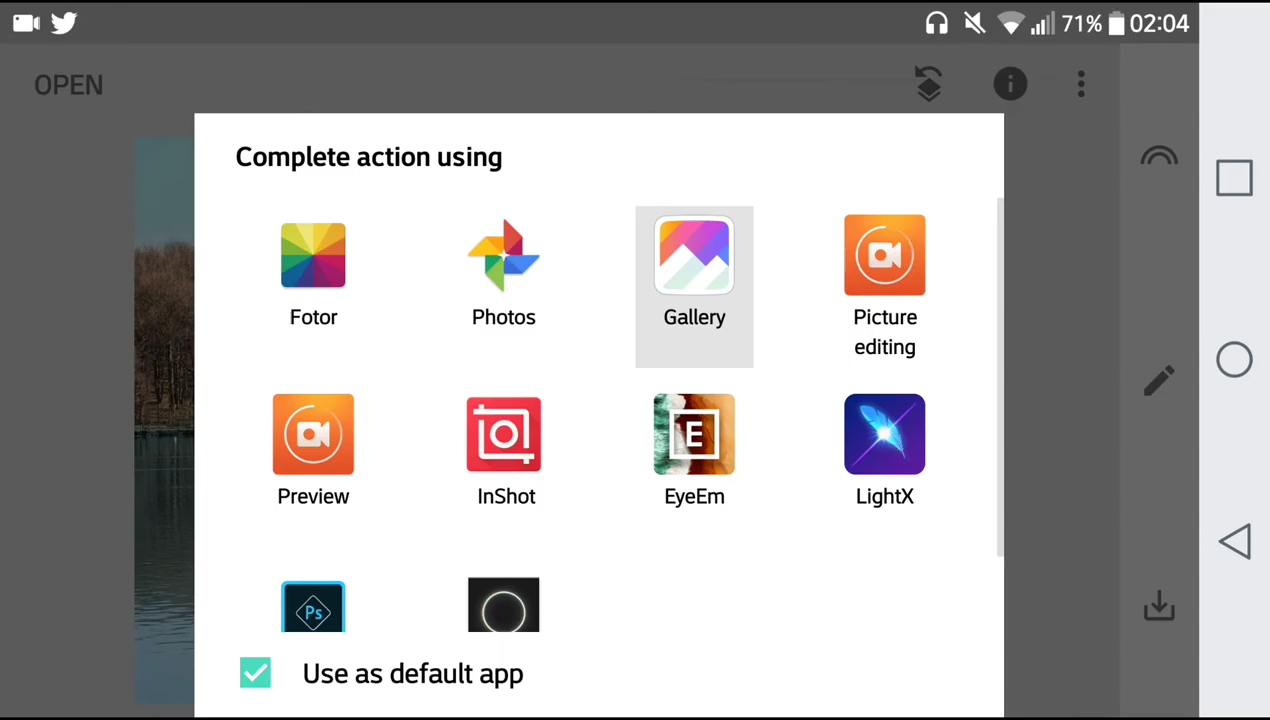 71% 02:04
OPEN
Complete action using
Fotor Photos Gallery Picture
editing
Preview InShot E EyeEm LightX
Ps
Use as default app